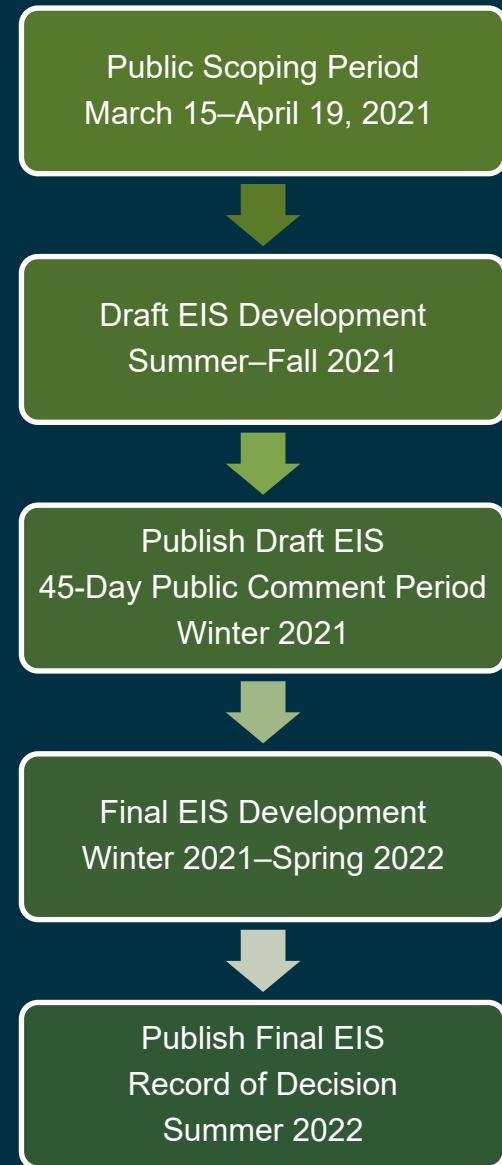 Public Scoping Period
March 15–April 19, 2021
Draft EIS Development
Summer–Fall 2021
Publish Draft EIS
45-Day Public Comment Period
Winter 2021
Final EIS Development
Winter 2021–Spring 2022
Publish Final EIS
Record of Decision
Summer 2022